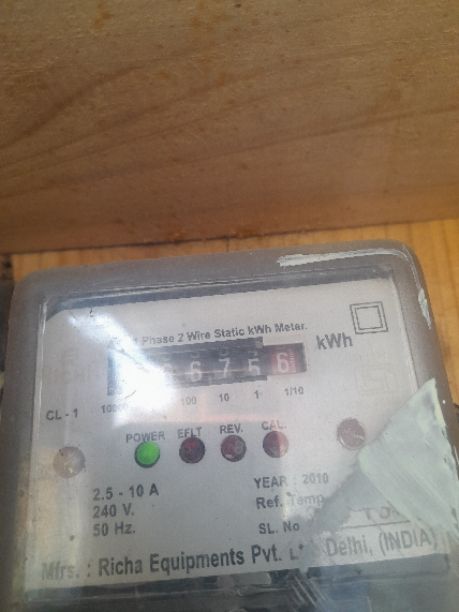 Phase 2 Wire Static kWh Meter.
kWh
6 7 5 6
CL - 1
100 10 1 1/10
POWER EFLT REV. CAL.
2.5 - 10 A
YEAR : 2010
240 V.
Ref. Temp
50 Hz.
SL. No
Mfrs. : Richa Equipments Pvt. Delhi, (INDIA)